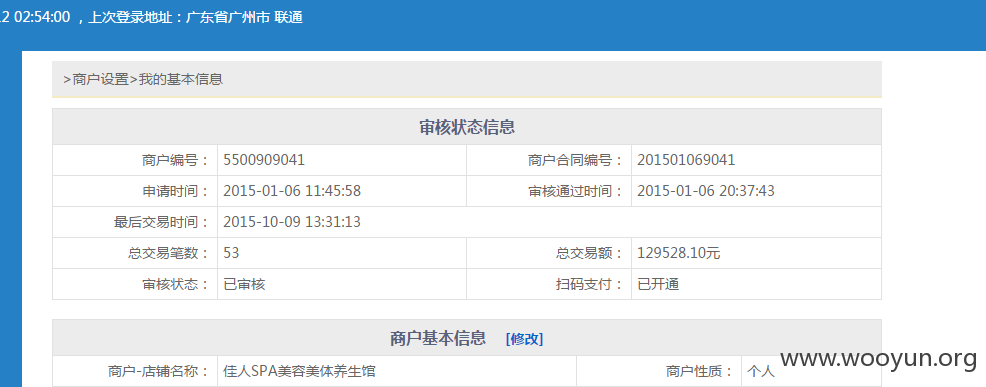 2 02:54:00 ，上次登录地址：广东省广州市 联通
>商户设置>我的基本信息
审核状态信息
商户编号： 5500909041 商户合同编号： 201501069041
申请时间： 2015-01-06 11:45:58 审核通过时间： 2015-01-06 20:37:43
最后交易时间： 2015-10-09 13:31:13
总交易笔数： 53 总交易额： 129528.10元
审核状态： 已审核 扫码支付： 已开通
商户基本信息 [修改]
商户-店铺名称： 佳人SPA美容美体养生馆 商户性质： 个人
www.wooyun.org